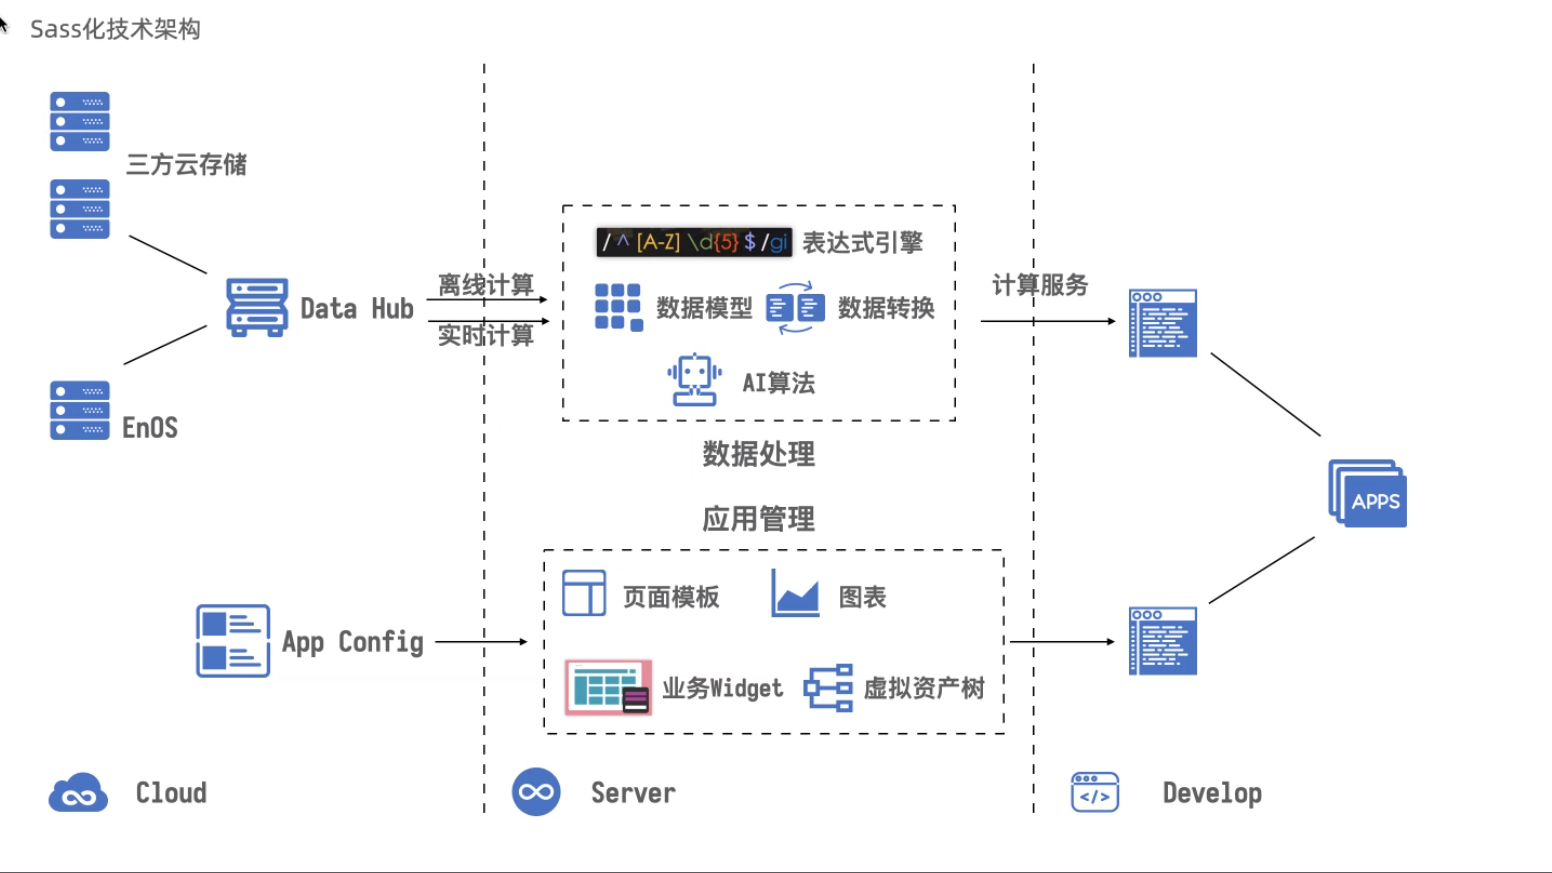 Sass化技术架构
三方云存储
Data Hub
EnOS
离线计算
实时计算
/ ^ [A-Z] \d{5} $ /gi 表达式引擎
数据模型
数据转换
AI算法
数据处理
计算服务
APPS
应用管理
App Config
页面模板
图表
业务Widget
虚拟资产树
Cloud
Server
</> Develop